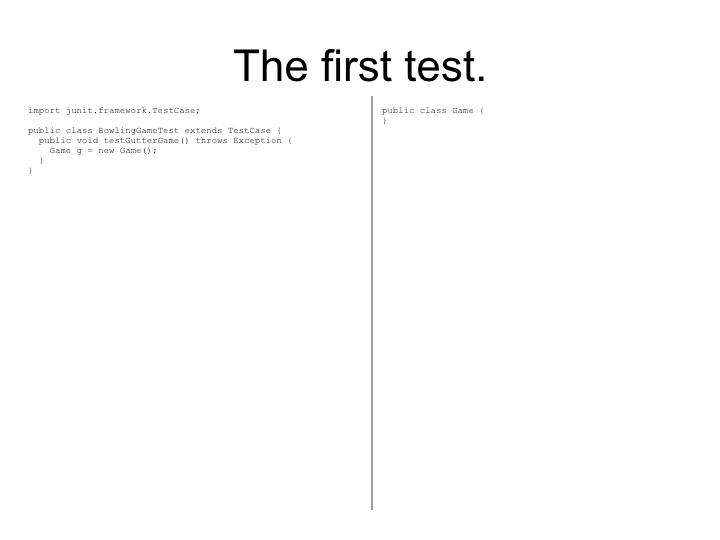 The first test.
import junit.framework.TestCase;
public class BowlingGameTest extends TestCase {
  public void testGutterGame() throws Exception {
    Game g = new Game();
  }
}
public class Game {
}